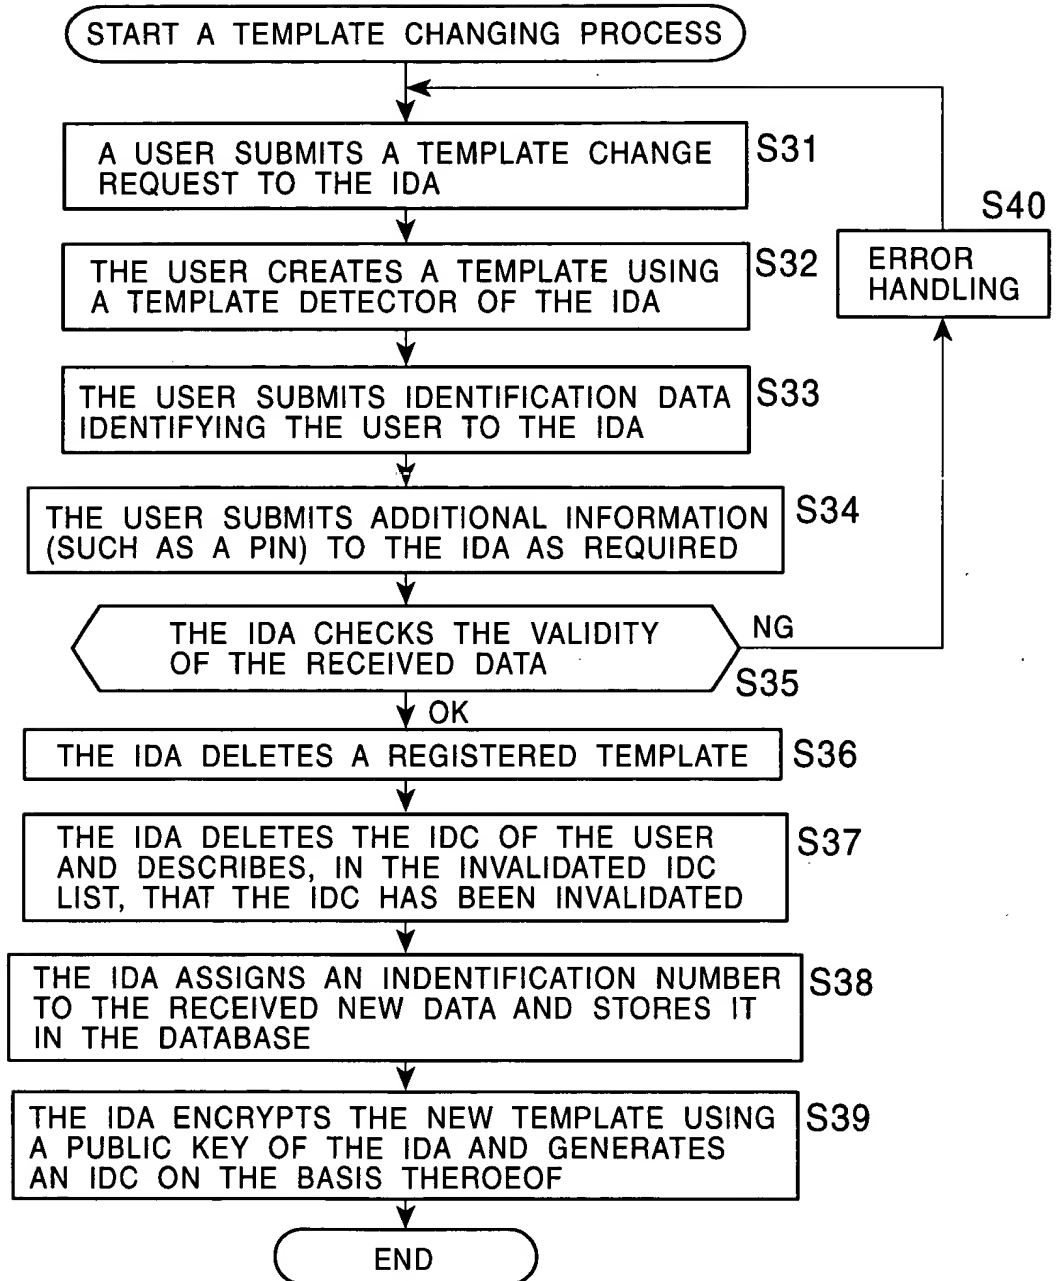 START A TEMPLATE CHANGING PROCESS
A USER SUBMITS A TEMPLATE CHANGE
REQUEST TO THE IDA
S31
S40
ERROR
HANDLING
THE USER CREATES A TEMPLATE USING
A TEMPLATE DETECTOR OF THE IDA
S32
THE USER SUBMITS IDENTIFICATION DATA
IDENTIFYING THE USER TO THE IDA
S33
THE USER SUBMITS ADDITIONAL INFORMATION
(SUCH AS A PIN) TO THE IDA AS REQUIRED
S34
THE IDA CHECKS THE VALIDITY
OF THE RECEIVED DATA
NG
S35
OK
THE IDA DELETES A REGISTERED TEMPLATE
S36
THE IDA DELETES THE IDC OF THE USER
AND DESCRIBES, IN THE INVALIDATED IDC
LIST, THAT THE IDC HAS BEEN INVALIDATED
S37
THE IDA ASSIGNS AN INDENTIFICATION NUMBER
TO THE RECEIVED NEW DATA AND STORES IT
IN THE DATABASE
S38
THE IDA ENCRYPTS THE NEW TEMPLATE USING
A PUBLIC KEY OF THE IDA AND GENERATES
AN IDC ON THE BASIS THEROEOF
S39
END